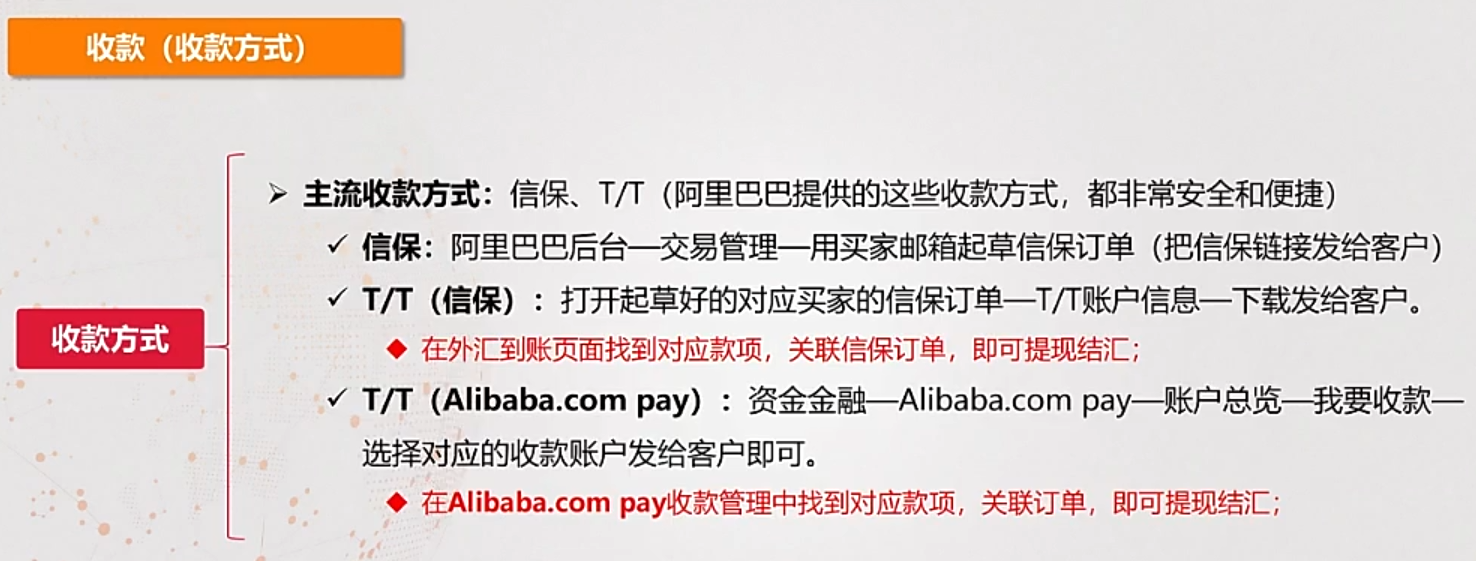 收款（收款方式）
➢ 主流收款方式：信保、T/T（阿里巴巴提供的这些收款方式，都非常安全和便捷）
✓ 信保：阿里巴巴后台—交易管理—用买家邮箱起草信保订单（把信保链接发给客户）
✓ T/T（信保）：打开起草好的对应买家的信保订单—T/T账户信息—下载发给客户。
收款方式
◆ 在外汇到账页面找到对应款项，关联信保订单，即可提现结汇；
✓ T/T（Alibaba.com pay）：资金金融—Alibaba.com pay—账户总览—我要收款—
选择对应的收款账户发给客户即可。
◆ 在Alibaba.com pay收款管理中找到对应款项，关联订单，即可提现结汇；